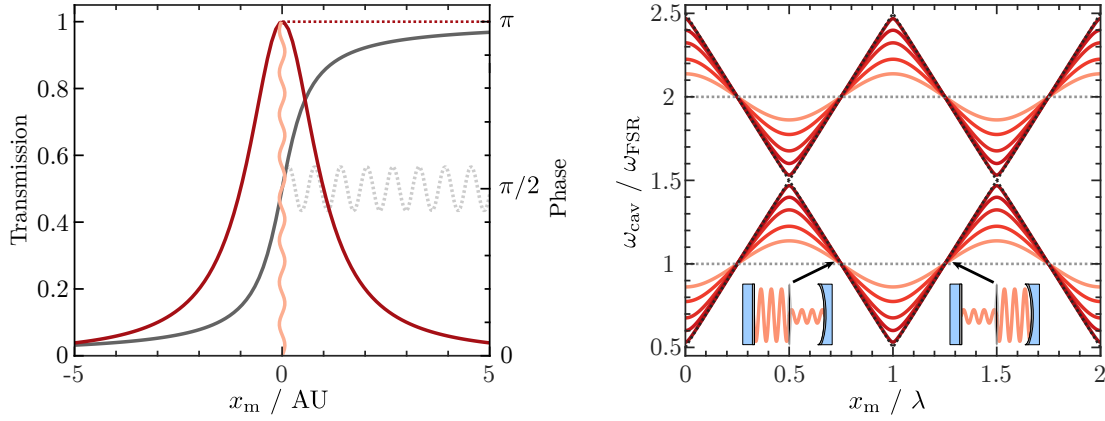 1
0.8
0.6
0.4
0.2
0
Transmission
-5
0
5
x_m / AU
π
π/2
0
Phase
2.5
2
1.5
1
0.5
ω_cav / ω_FSR
0
0.5
1
1.5
2
x_m / λ